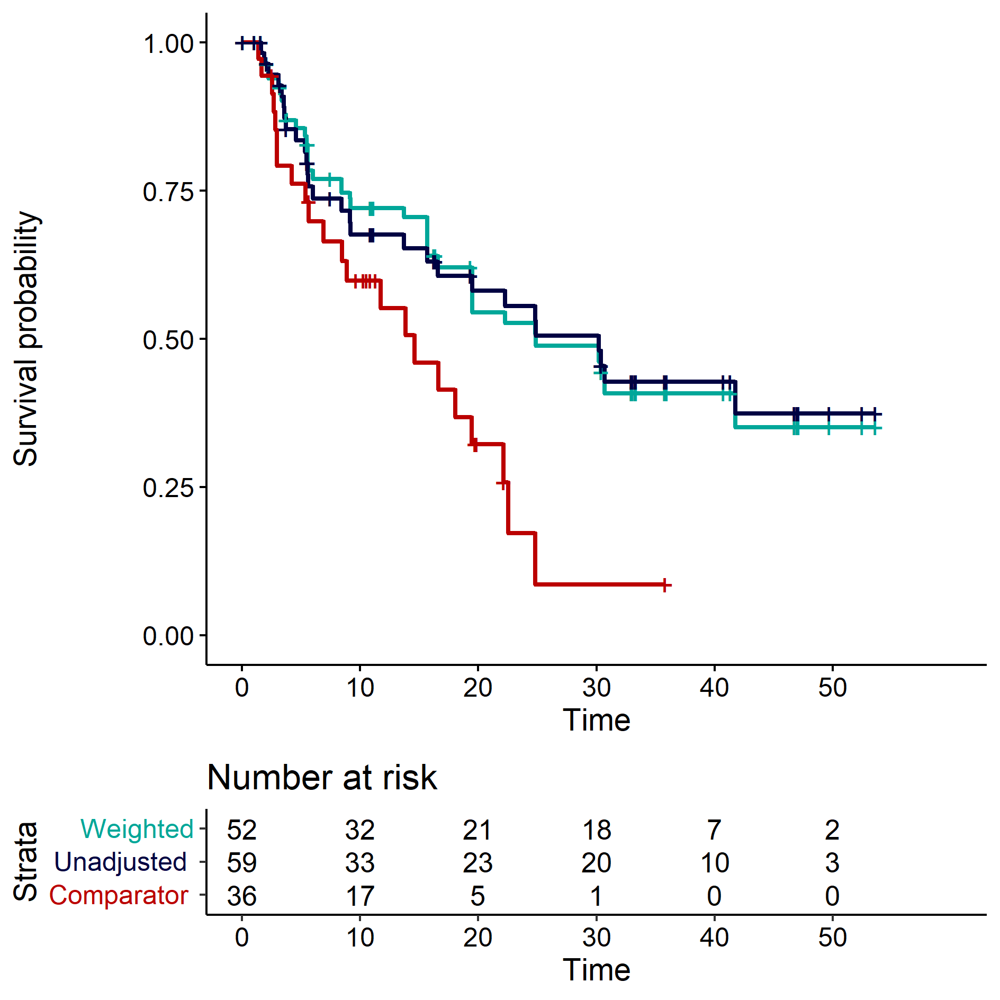 Survival probability
1.00
0.75
0.50
0.25
0.00
0 10 20 30 40 50
Time
Number at risk
Strata
Weighted 52 32 21 18 7 2
Unadjusted 59 33 23 20 10 3
Comparator 36 17 5 1 0 0
0 10 20 30 40 50
Time